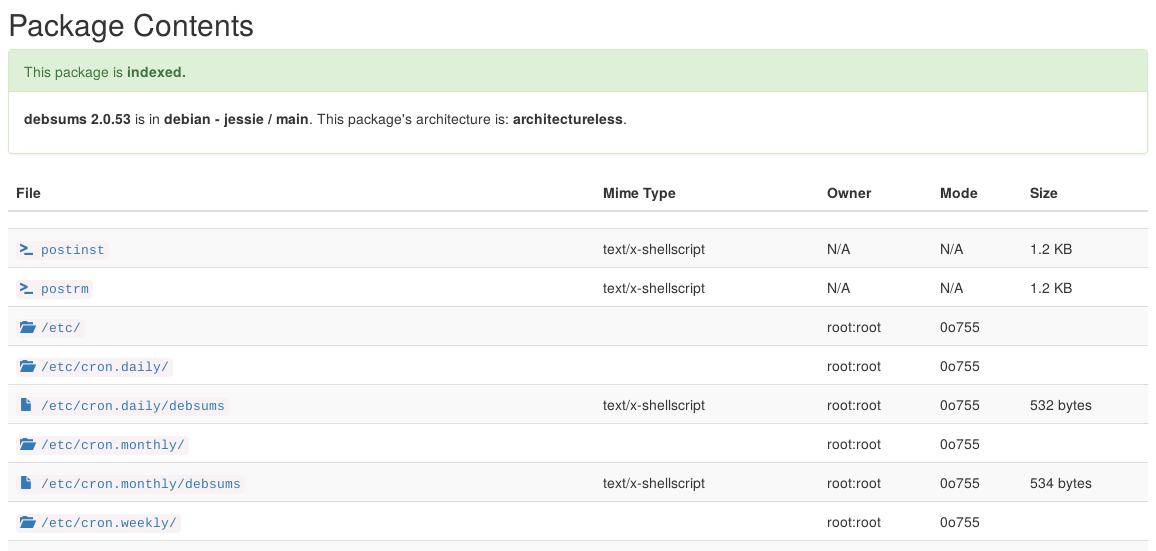 Package Contents
This package is indexed.
debsums 2.0.53 is in debian - jessie / main. This package's architecture is: architectureless.
File Mime Type Owner Mode Size
postinst text/x-shellscript N/A N/A 1.2 KB
postrm text/x-shellscript N/A N/A 1.2 KB
/etc/ root:root 0o755
/etc/cron.daily/ root:root 0o755
/etc/cron.daily/debsums text/x-shellscript root:root 0o755 532 bytes
/etc/cron.monthly/ root:root 0o755
/etc/cron.monthly/debsums text/x-shellscript root:root 0o755 534 bytes
/etc/cron.weekly/ root:root 0o755